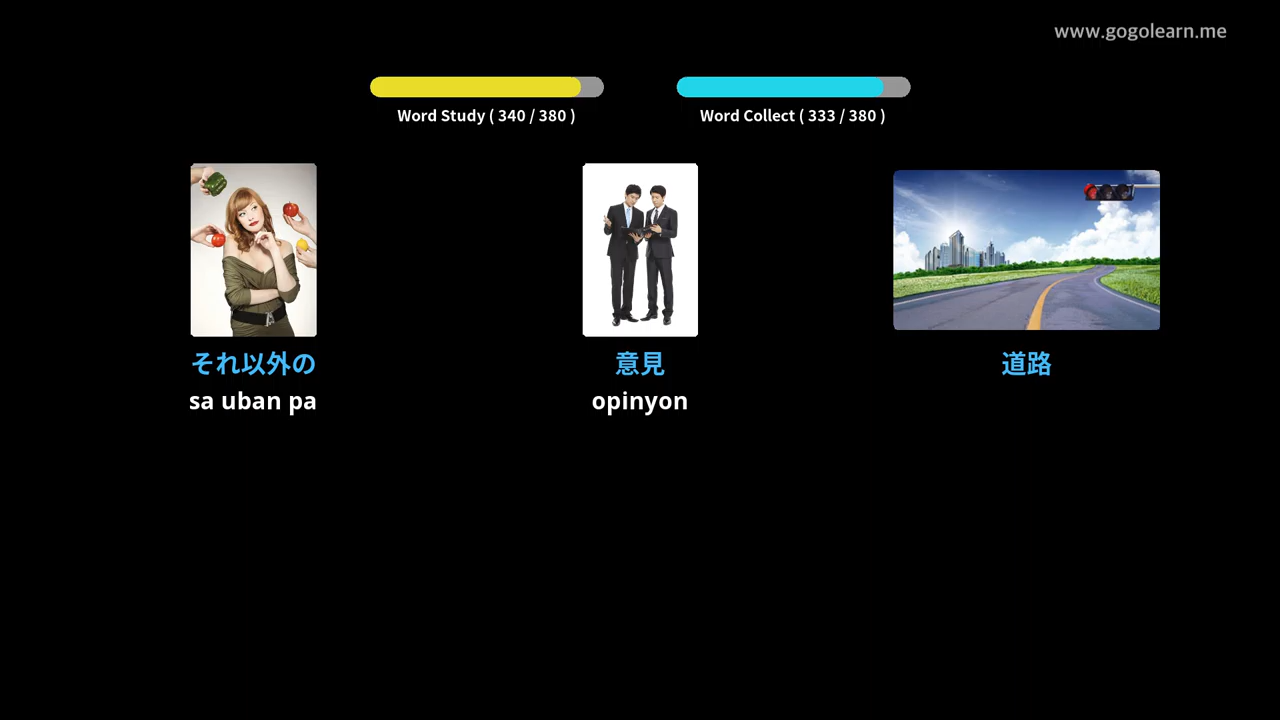 www.gogolearn.me
Word Study ( 340 / 380 )
Word Collect ( 333 / 380 )
それ以外の
意見
道路
sa uban pa
opinyon